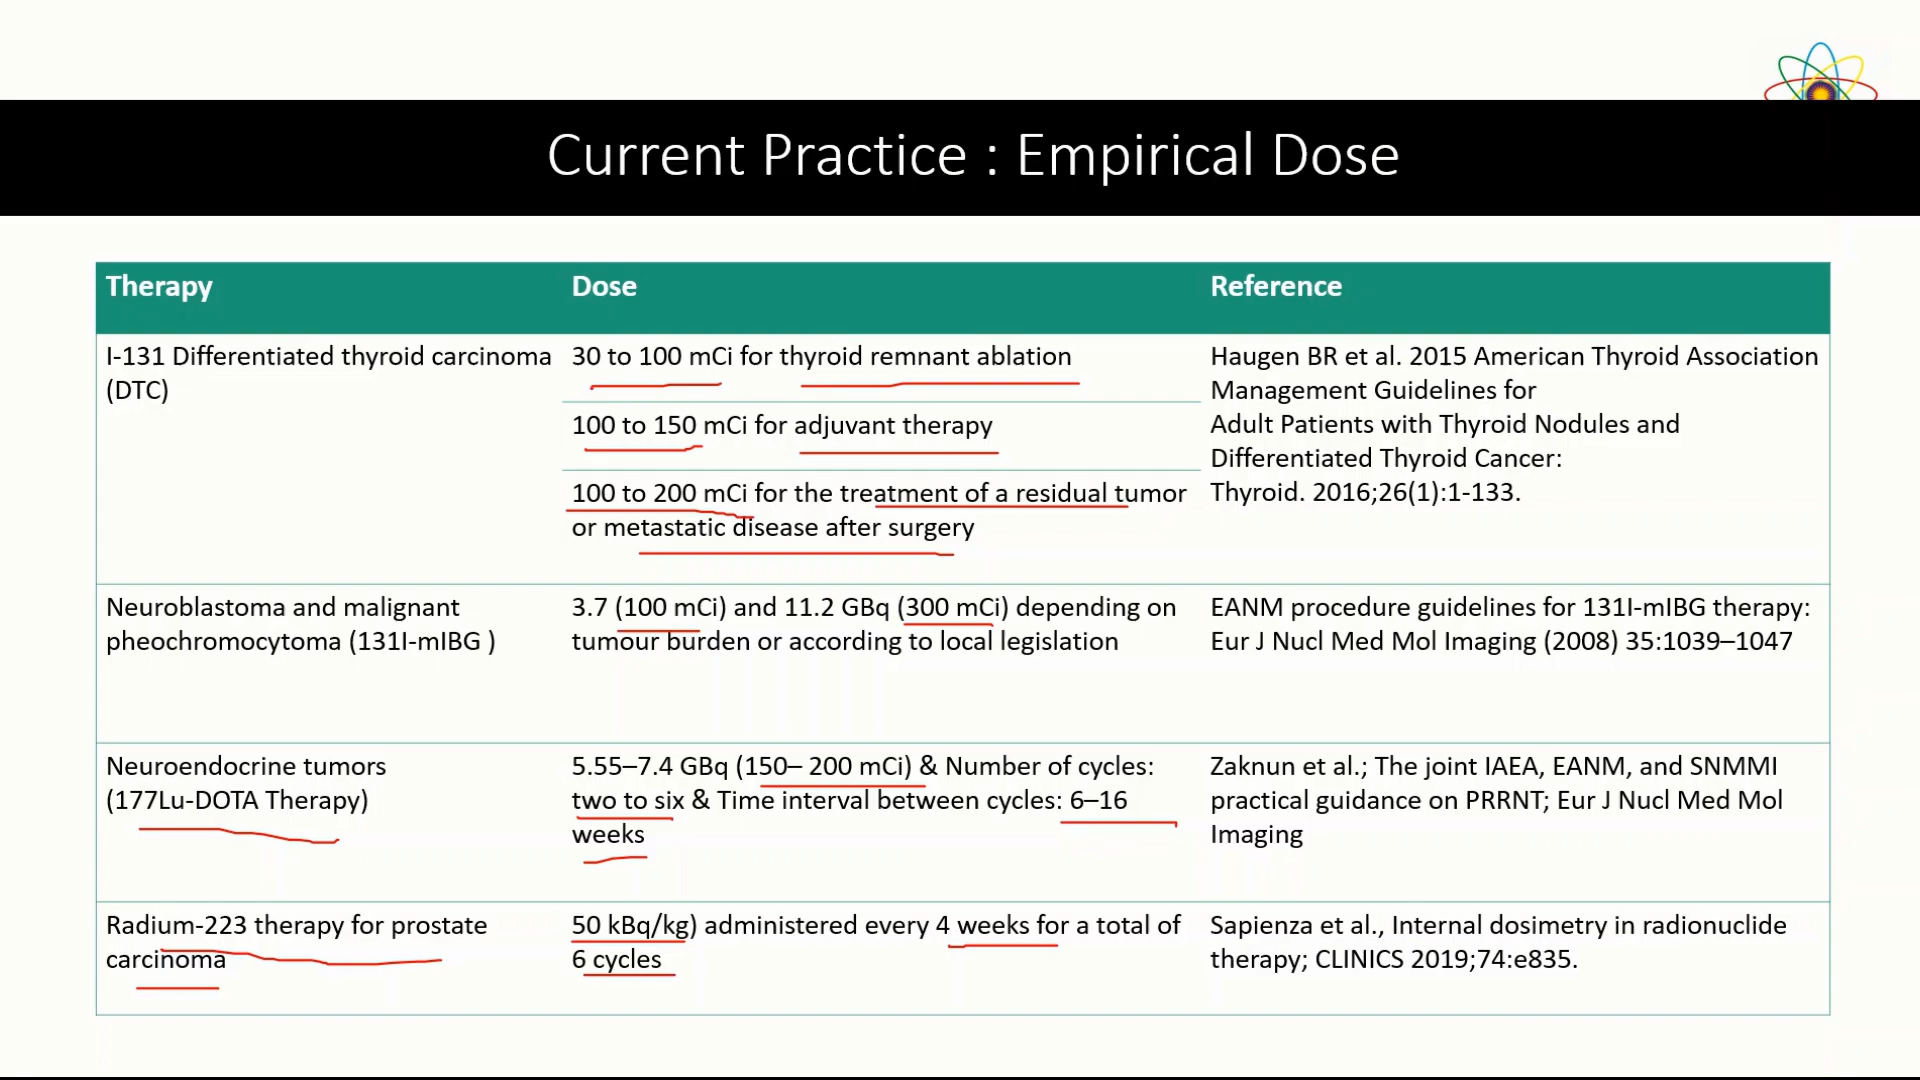 Current Practice : Empirical Dose
Therapy
Dose
Reference
I-131 Differentiated thyroid carcinoma
(DTC)
30 to 100 mCi for thyroid remnant ablation
100 to 150 mCi for adjuvant therapy
100 to 200 mCi for the treatment of a residual tumor
or metastatic disease after surgery
Haugen BR et al. 2015 American Thyroid Association
Management Guidelines for
Adult Patients with Thyroid Nodules and
Differentiated Thyroid Cancer:
Thyroid. 2016;26(1):1-133.
Neuroblastoma and malignant
pheochromocytoma (131I-mIBG )
3.7 (100 mCi) and 11.2 GBq (300 mCi) depending on
tumour burden or according to local legislation
EANM procedure guidelines for 131I-mIBG therapy:
Eur J Nucl Med Mol Imaging (2008) 35:1039–1047
Neuroendocrine tumors
(177Lu-DOTA Therapy)
5.55–7.4 GBq (150– 200 mCi) & Number of cycles:
two to six & Time interval between cycles: 6–16
weeks
Zaknun et al.; The joint IAEA, EANM, and SNMMI
practical guidance on PRRNT; Eur J Nucl Med Mol
Imaging
Radium-223 therapy for prostate
carcinoma
50 kBq/kg) administered every 4 weeks for a total of
6 cycles
Sapienza et al., Internal dosimetry in radionuclide
therapy; CLINICS 2019;74:e835.